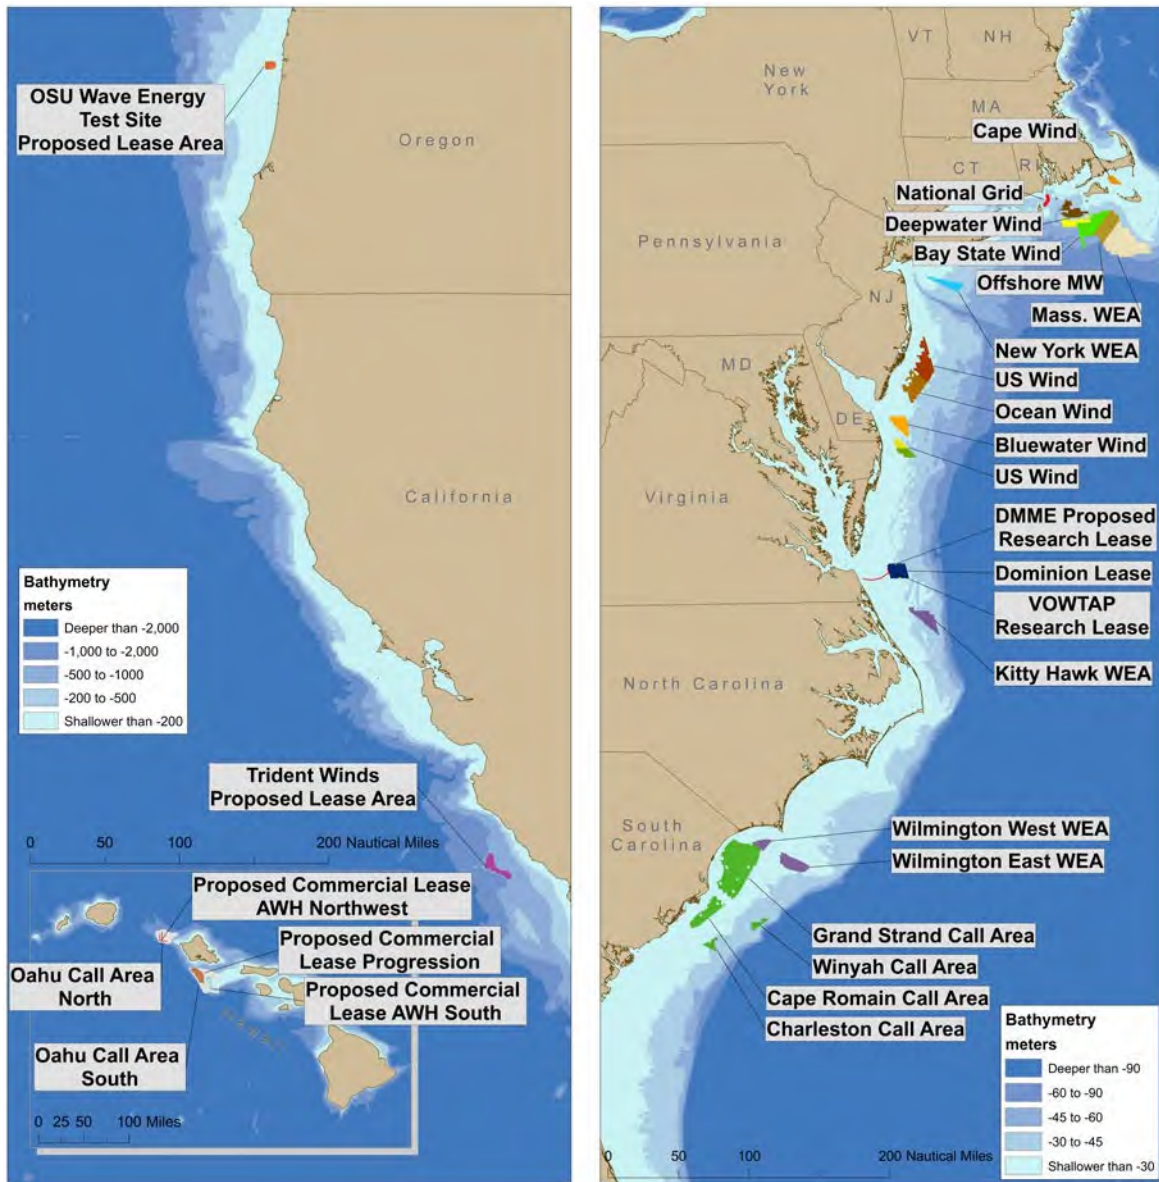 OSU Wave Energy
Test Site
Proposed Lease Area
Oregon
California
Bathymetry
meters
Deeper than -2,000
-1,000 to -2,000
-500 to -1000
-200 to -500
Shallower than -200
Trident Winds
Proposed Lease Area
0 50 100 200 Nautical Miles
Proposed Commercial Lease
AWH Northwest
Proposed Commercial
Lease Progression
Oahu Call Area
North
Proposed Commercial
Lease AWH South
Hawaii
Oahu Call Area
South
0 25 50 100 Miles
VT
NH
New
York
MA
Cape Wind
CT
RI
National Grid
Deepwater Wind
Pennsylvania
Bay State Wind
Offshore MW
NJ
Mass. WEA
New York WEA
MD
US Wind
Ocean Wind
DE
Bluewater Wind
US Wind
Virginia
DMME Proposed
Research Lease
Dominion Lease
VOWTAP
Research Lease
Kitty Hawk WEA
North Carolina
South
Carolina
Wilmington West WEA
Wilmington East WEA
Grand Strand Call Area
Winyah Call Area
Cape Romain Call Area
Charleston Call Area
Bathymetry
meters
Deeper than -90
-60 to -90
-45 to -60
-30 to -45
Shallower than -30
0 50 100 200 Nautical Miles